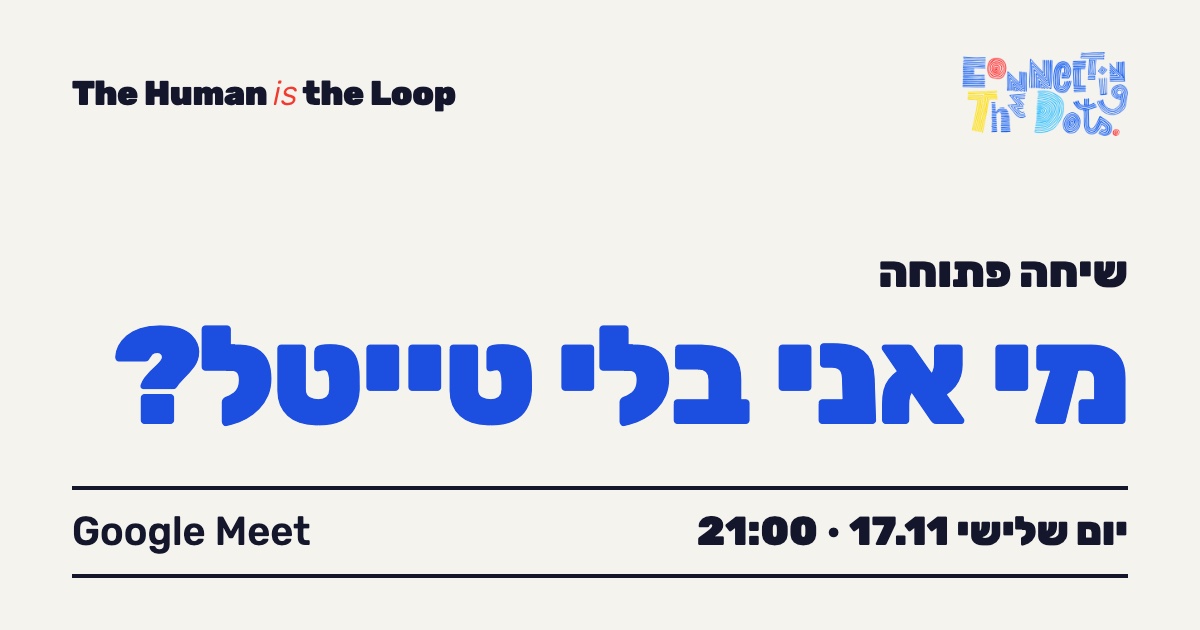 The Human is the Loop
Connecting
The Dots.
שיחה פתוחה
מי אני בלי טייטל?
יום שלישי 17.11 • 21:00
Google Meet